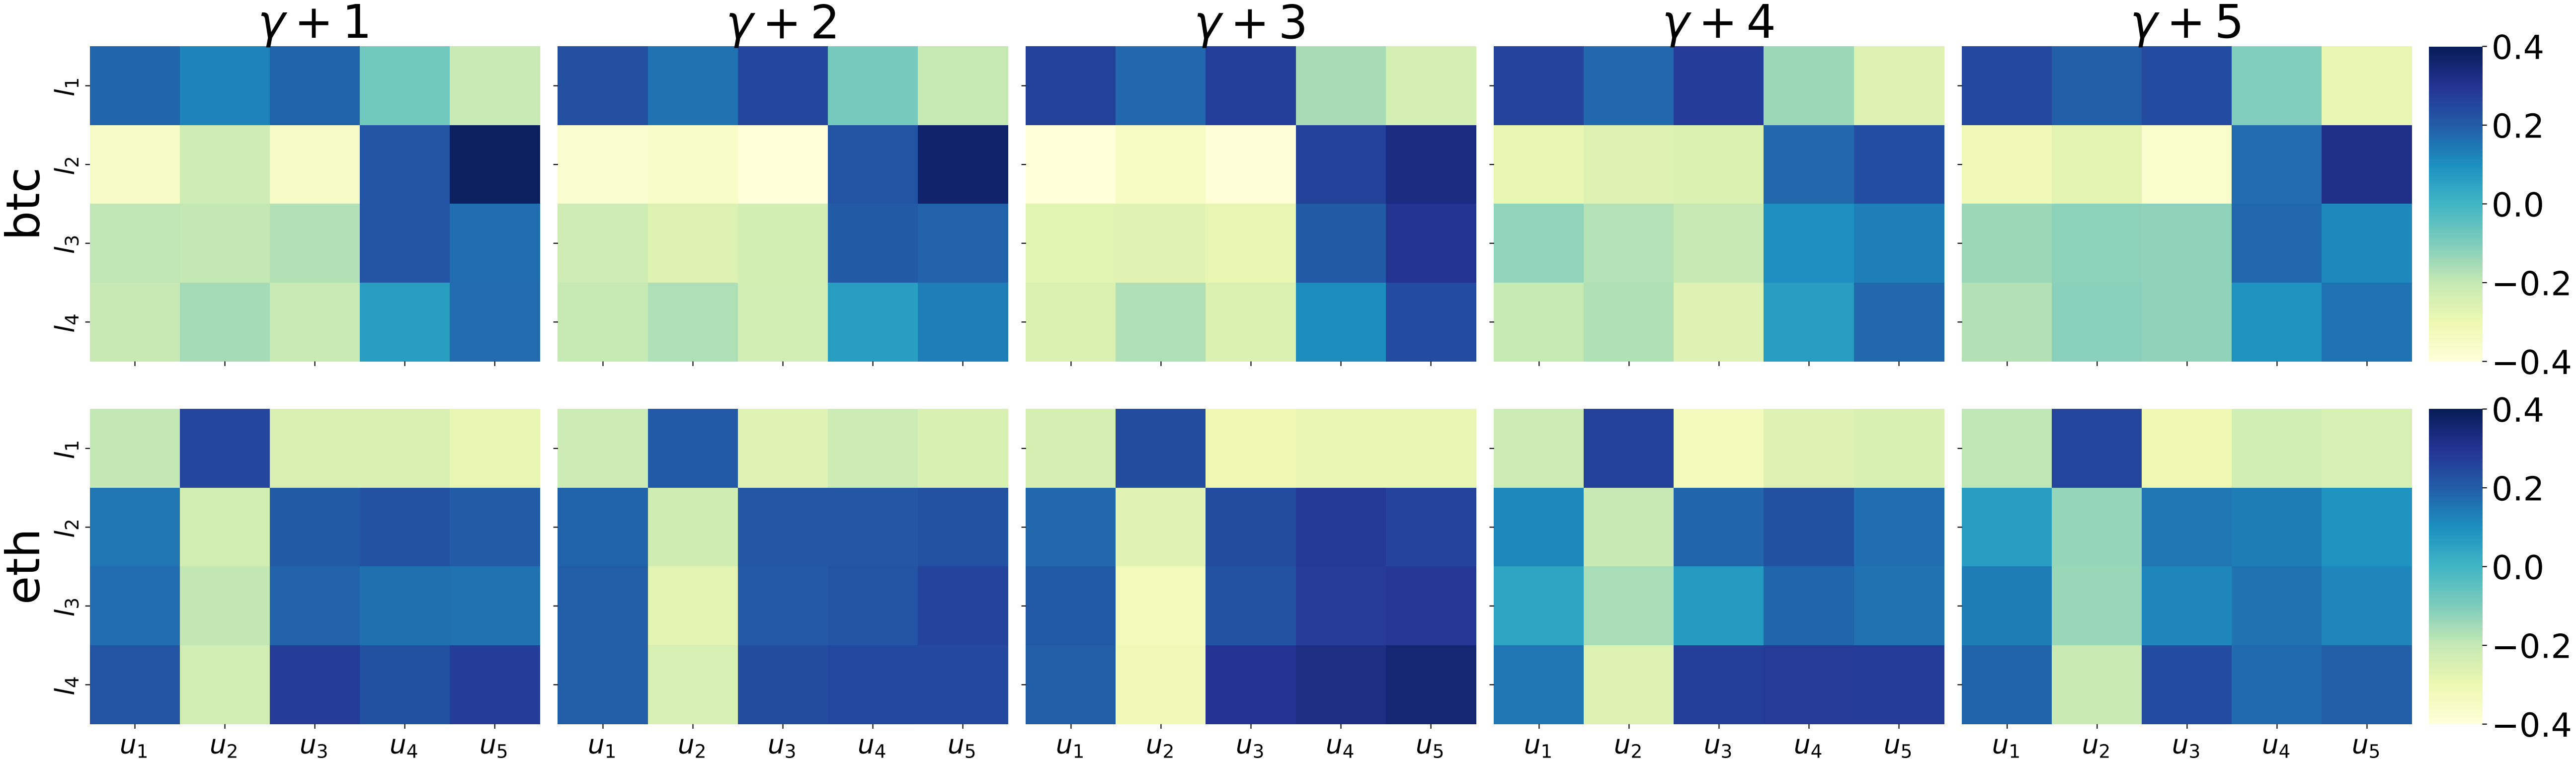 γ + 1 γ + 2 γ + 3 γ + 4 γ + 5
btc
l₁
l₂
l₃
l₄
0.4
0.2
0.0
−0.2
−0.4
eth
l₁
l₂
l₃
l₄
0.4
0.2
0.0
−0.2
−0.4
u₁ u₂ u₃ u₄ u₅ u₁ u₂ u₃ u₄ u₅ u₁ u₂ u₃ u₄ u₅ u₁ u₂ u₃ u₄ u₅ u₁ u₂ u₃ u₄ u₅